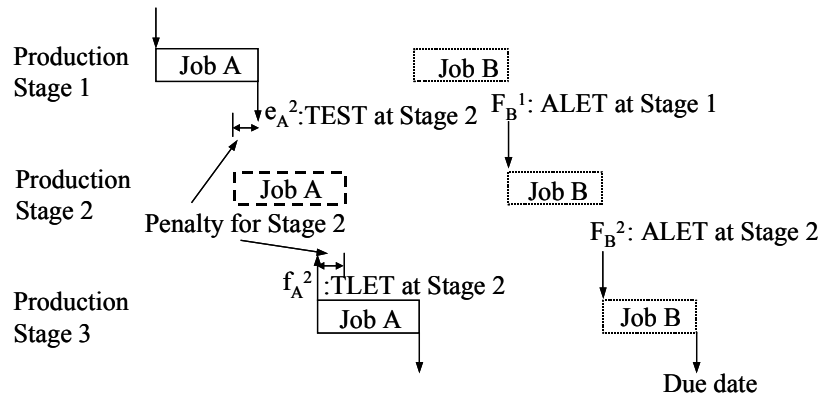 Production
Stage 1
Job A
Job B
e_A^2:TEST at Stage 2
F_B^1: ALET at Stage 1
Production
Stage 2
Job A
Job B
Penalty for Stage 2
F_B^2: ALET at Stage 2
f_A^2 :TLET at Stage 2
Production
Stage 3
Job A
Job B
Due date